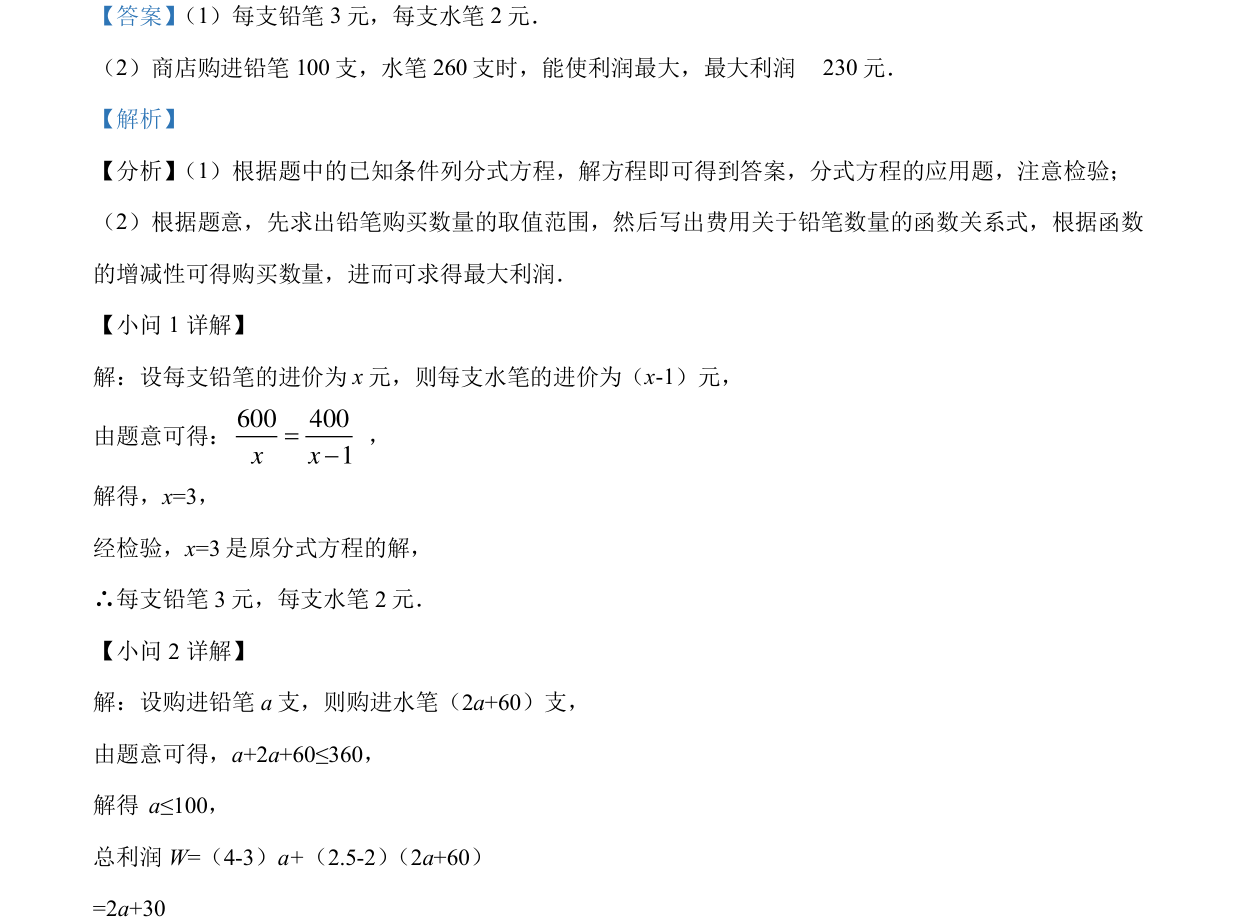 【答案】（1）每支铅笔 3 元，每支水笔 2 元．
（2）商店购进铅笔 100 支，水笔 260 支时，能使利润最大，最大利润　230 元．
【解析】
【分析】（1）根据题中的已知条件列分式方程，解方程即可得到答案，分式方程的应用题，注意检验；
（2）根据题意，先求出铅笔购买数量的取值范围，然后写出费用关于铅笔数量的函数关系式，根据函数
的增减性可得购买数量，进而可求得最大利润．
【小问 1 详解】
解：设每支铅笔的进价为 x 元，则每支水笔的进价为（x-1）元，
由题意可得：600/x = 400/(x−1)，
解得，x=3，
经检验，x=3 是原分式方程的解，
∴每支铅笔 3 元，每支水笔 2 元．
【小问 2 详解】
解：设购进铅笔 a 支，则购进水笔（2a+60）支，
由题意可得，a+2a+60≤360，
解得 a≤100，
总利润 W=（4-3）a+（2.5-2）（2a+60）
=2a+30